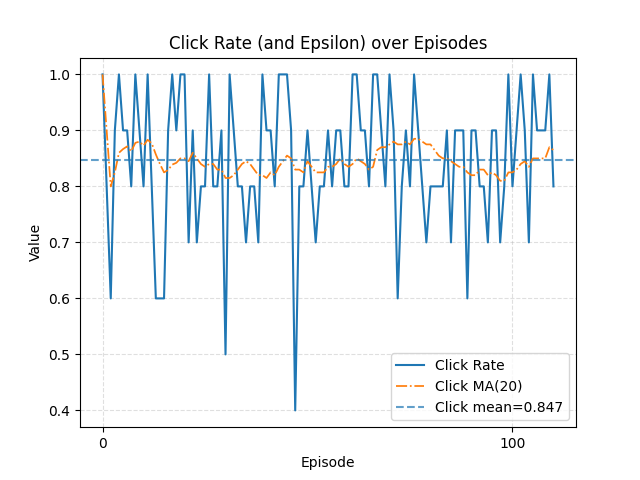 Click Rate (and Epsilon) over Episodes
Value
1.0
0.9
0.8
0.7
0.6
0.5
0.4
Click Rate
Click MA(20)
Click mean=0.847
0
100
Episode